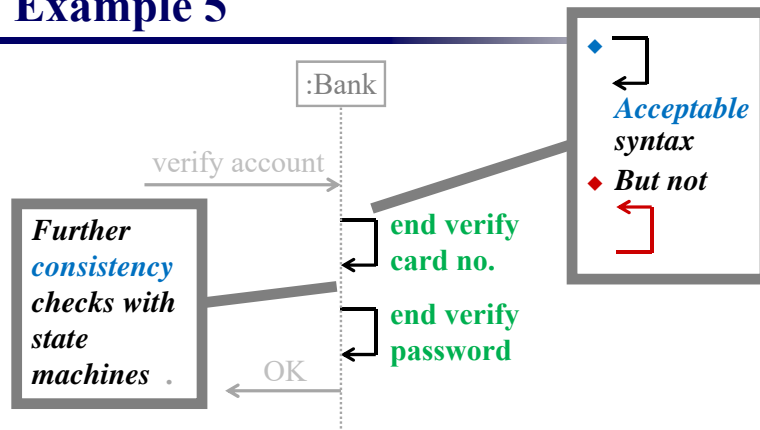 Example 5
:Bank
verify account
Further
consistency
checks with
state
machines .
end verify
card no.
end verify
password
OK
Acceptable
syntax
But not